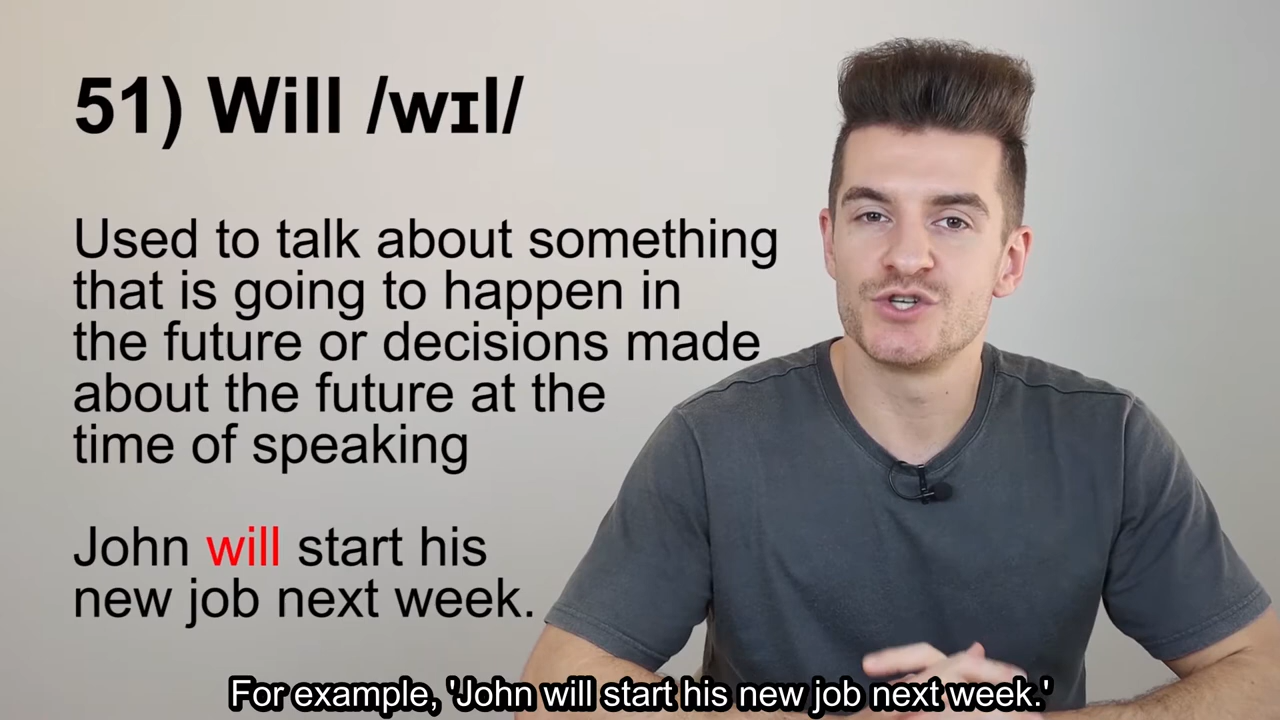 51) Will /wɪl/
Used to talk about something
that is going to happen in
the future or decisions made
about the future at the
time of speaking
John will start his
new job next week.
For example, 'John will start his new job next week.'